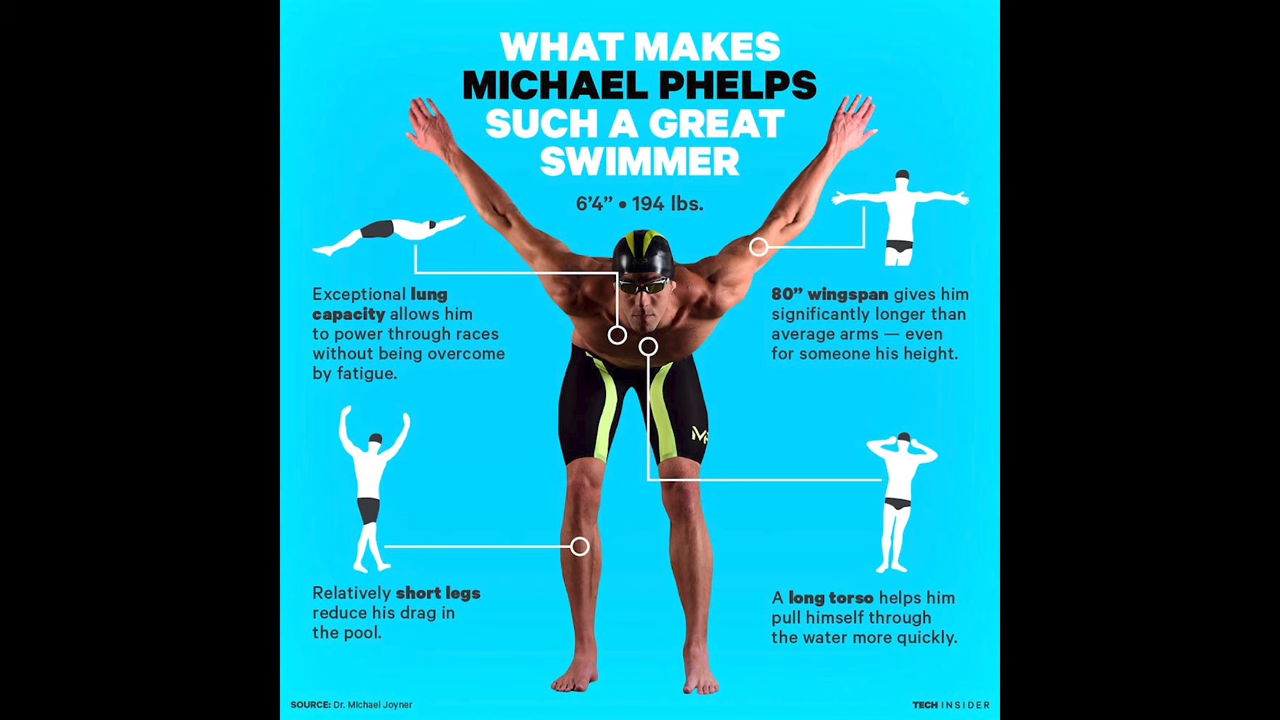 WHAT MAKES
MICHAEL PHELPS
SUCH A GREAT
SWIMMER
6’4” • 194 lbs.
Exceptional lung
capacity allows him
to power through races
without being overcome
by fatigue.
80” wingspan gives him
significantly longer than
average arms — even
for someone his height.
Relatively short legs
reduce his drag in
the pool.
A long torso helps him
pull himself through
the water more quickly.
SOURCE: Dr. Michael Joyner
TECH INSIDER